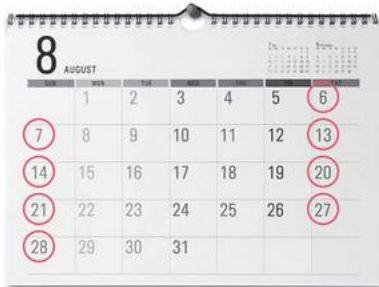 8 AUGUST
SUN MON TUE WED THU FRI SAT
1 2 3 4 5 6
7 8 9 10 11 12 13
14 15 16 17 18 19 20
21 22 23 24 25 26 27
28 29 30 31